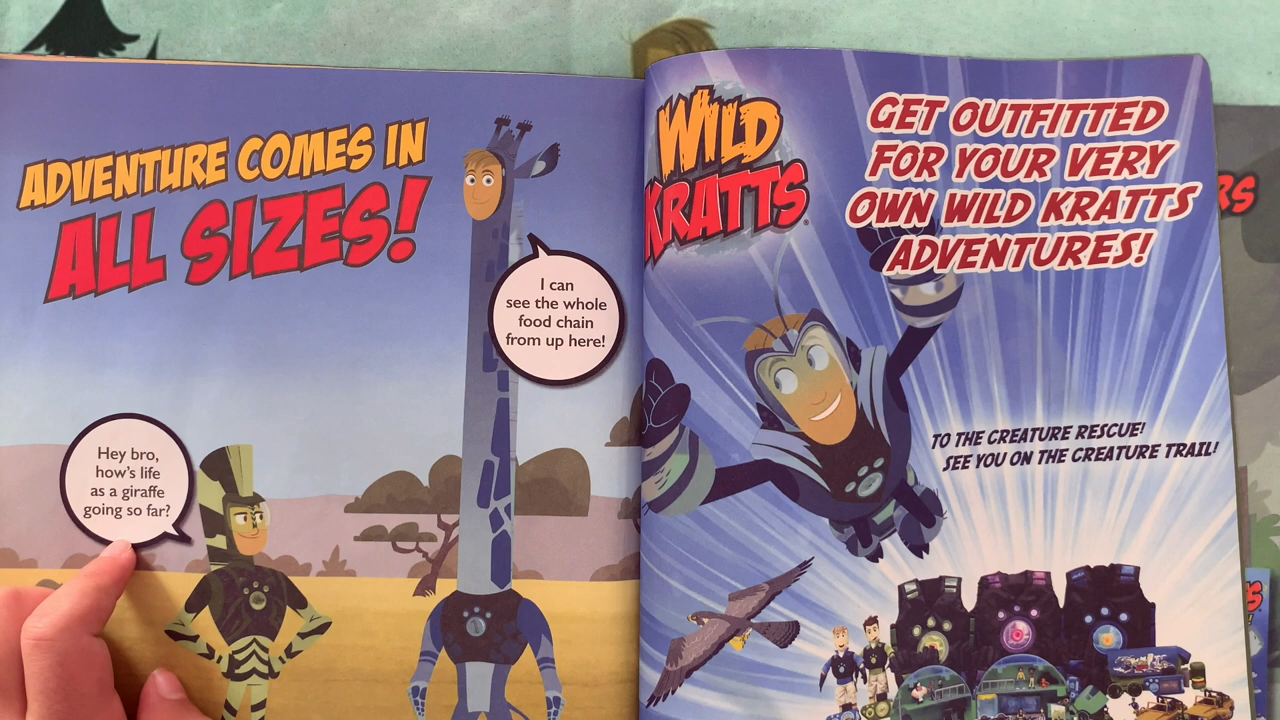 ADVENTURE COMES IN
ALL SIZES!
I can
see the whole
food chain
from up here!
Hey bro,
how's life
as a giraffe
going so far?
WILD
KRATTS
GET OUTFITTED
FOR YOUR VERY
OWN WILD KRATTS
ADVENTURES!
TO THE CREATURE RESCUE!
SEE YOU ON THE CREATURE TRAIL!